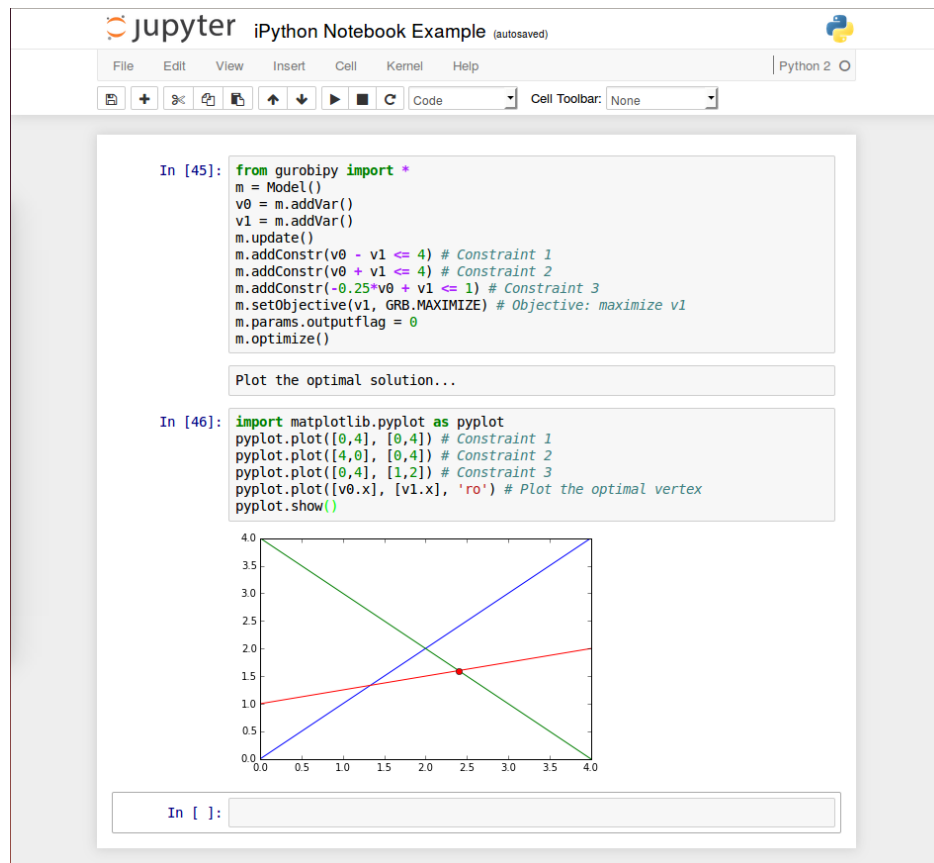 jupyter iPython Notebook Example (autosaved)
File Edit View Insert Cell Kernel Help Python 2
Code Cell Toolbar: None
In [45]: from gurobipy import *
m = Model()
v0 = m.addVar()
v1 = m.addVar()
m.update()
m.addConstr(v0 - v1 <= 4) # Constraint 1
m.addConstr(v0 + v1 <= 4) # Constraint 2
m.addConstr(-0.25*v0 + v1 <= 1) # Constraint 3
m.setObjective(v1, GRB.MAXIMIZE) # Objective: maximize v1
m.params.outputflag = 0
m.optimize()
Plot the optimal solution...
In [46]: import matplotlib.pyplot as pyplot
pyplot.plot([0,4], [0,4]) # Constraint 1
pyplot.plot([4,0], [0,4]) # Constraint 2
pyplot.plot([0,4], [1,2]) # Constraint 3
pyplot.plot([v0.x], [v1.x], 'ro') # Plot the optimal vertex
pyplot.show()
4.0
3.5
3.0
2.5
2.0
1.5
1.0
0.5
0.0
0.0 0.5 1.0 1.5 2.0 2.5 3.0 3.5 4.0
In [ ]: